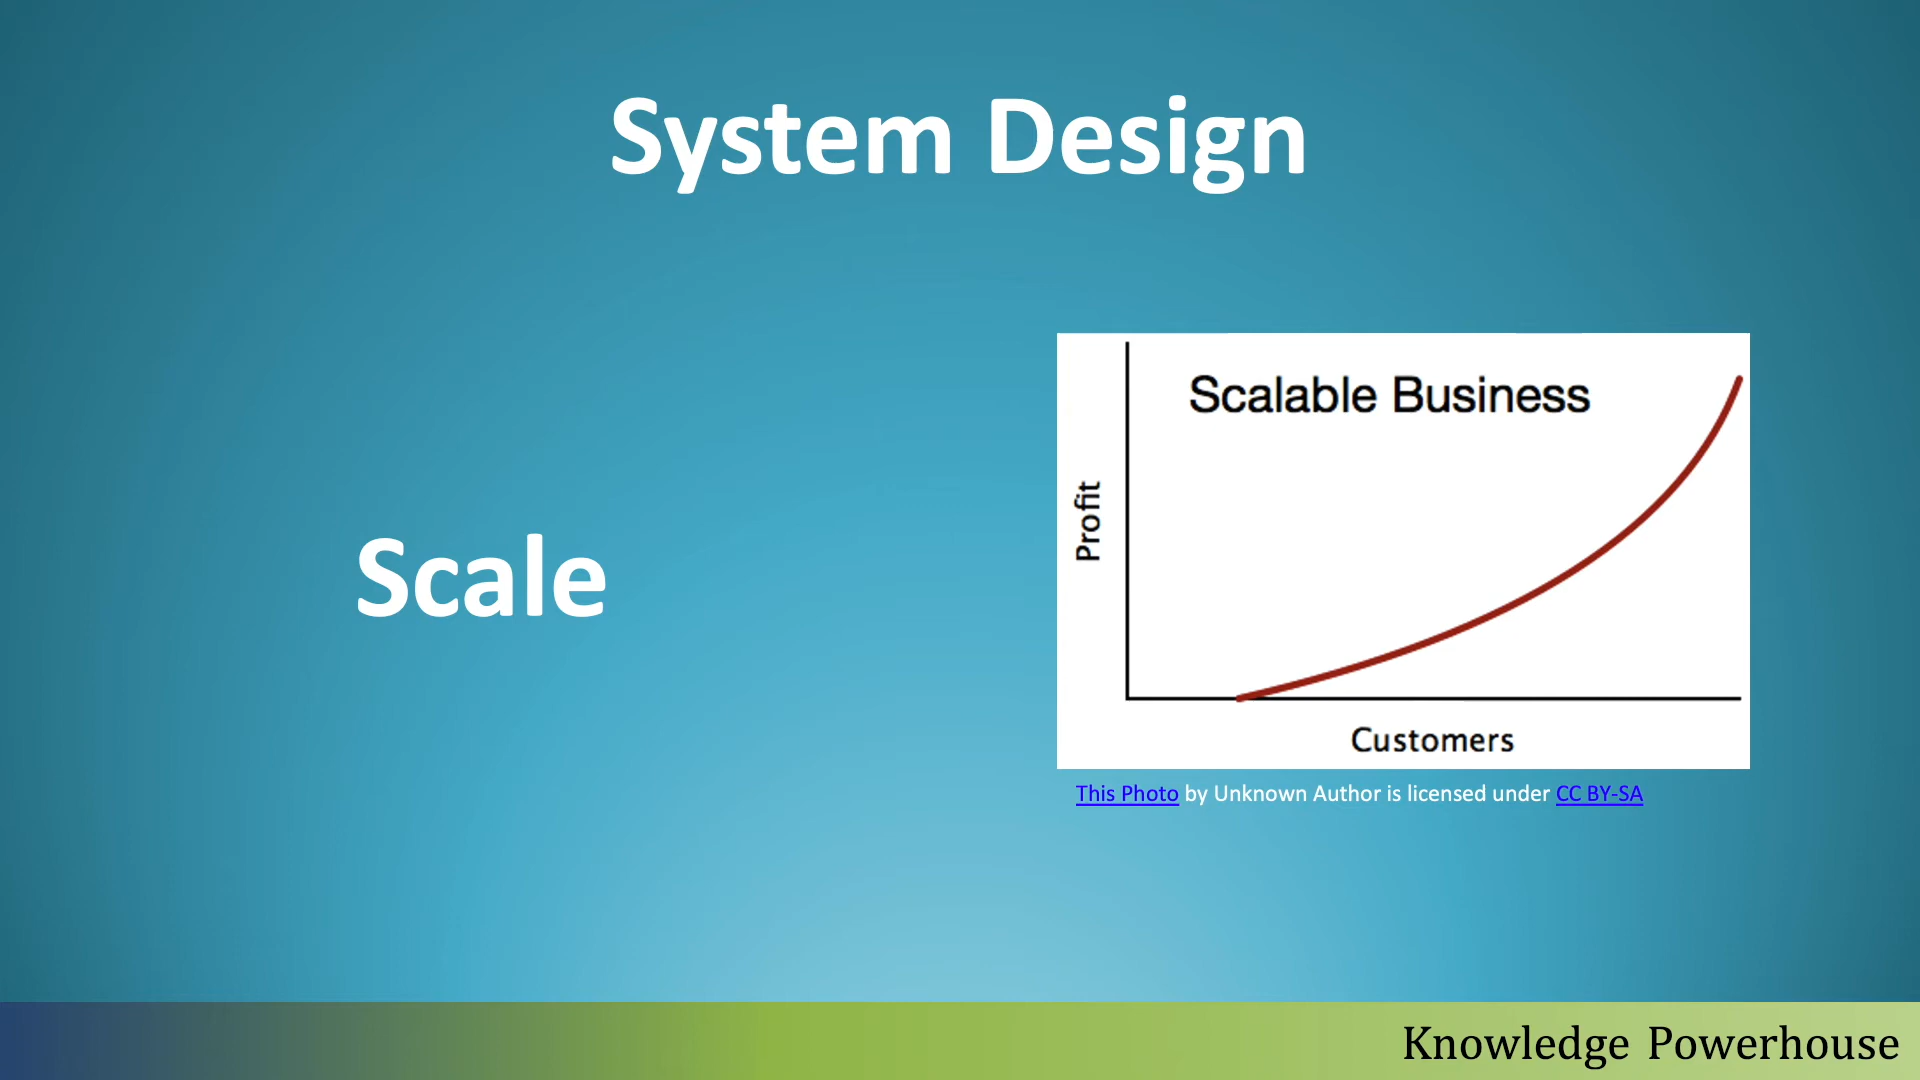 System Design
Scale
Scalable Business
Profit
Customers
This Photo by Unknown Author is licensed under CC BY-SA
Knowledge Powerhouse